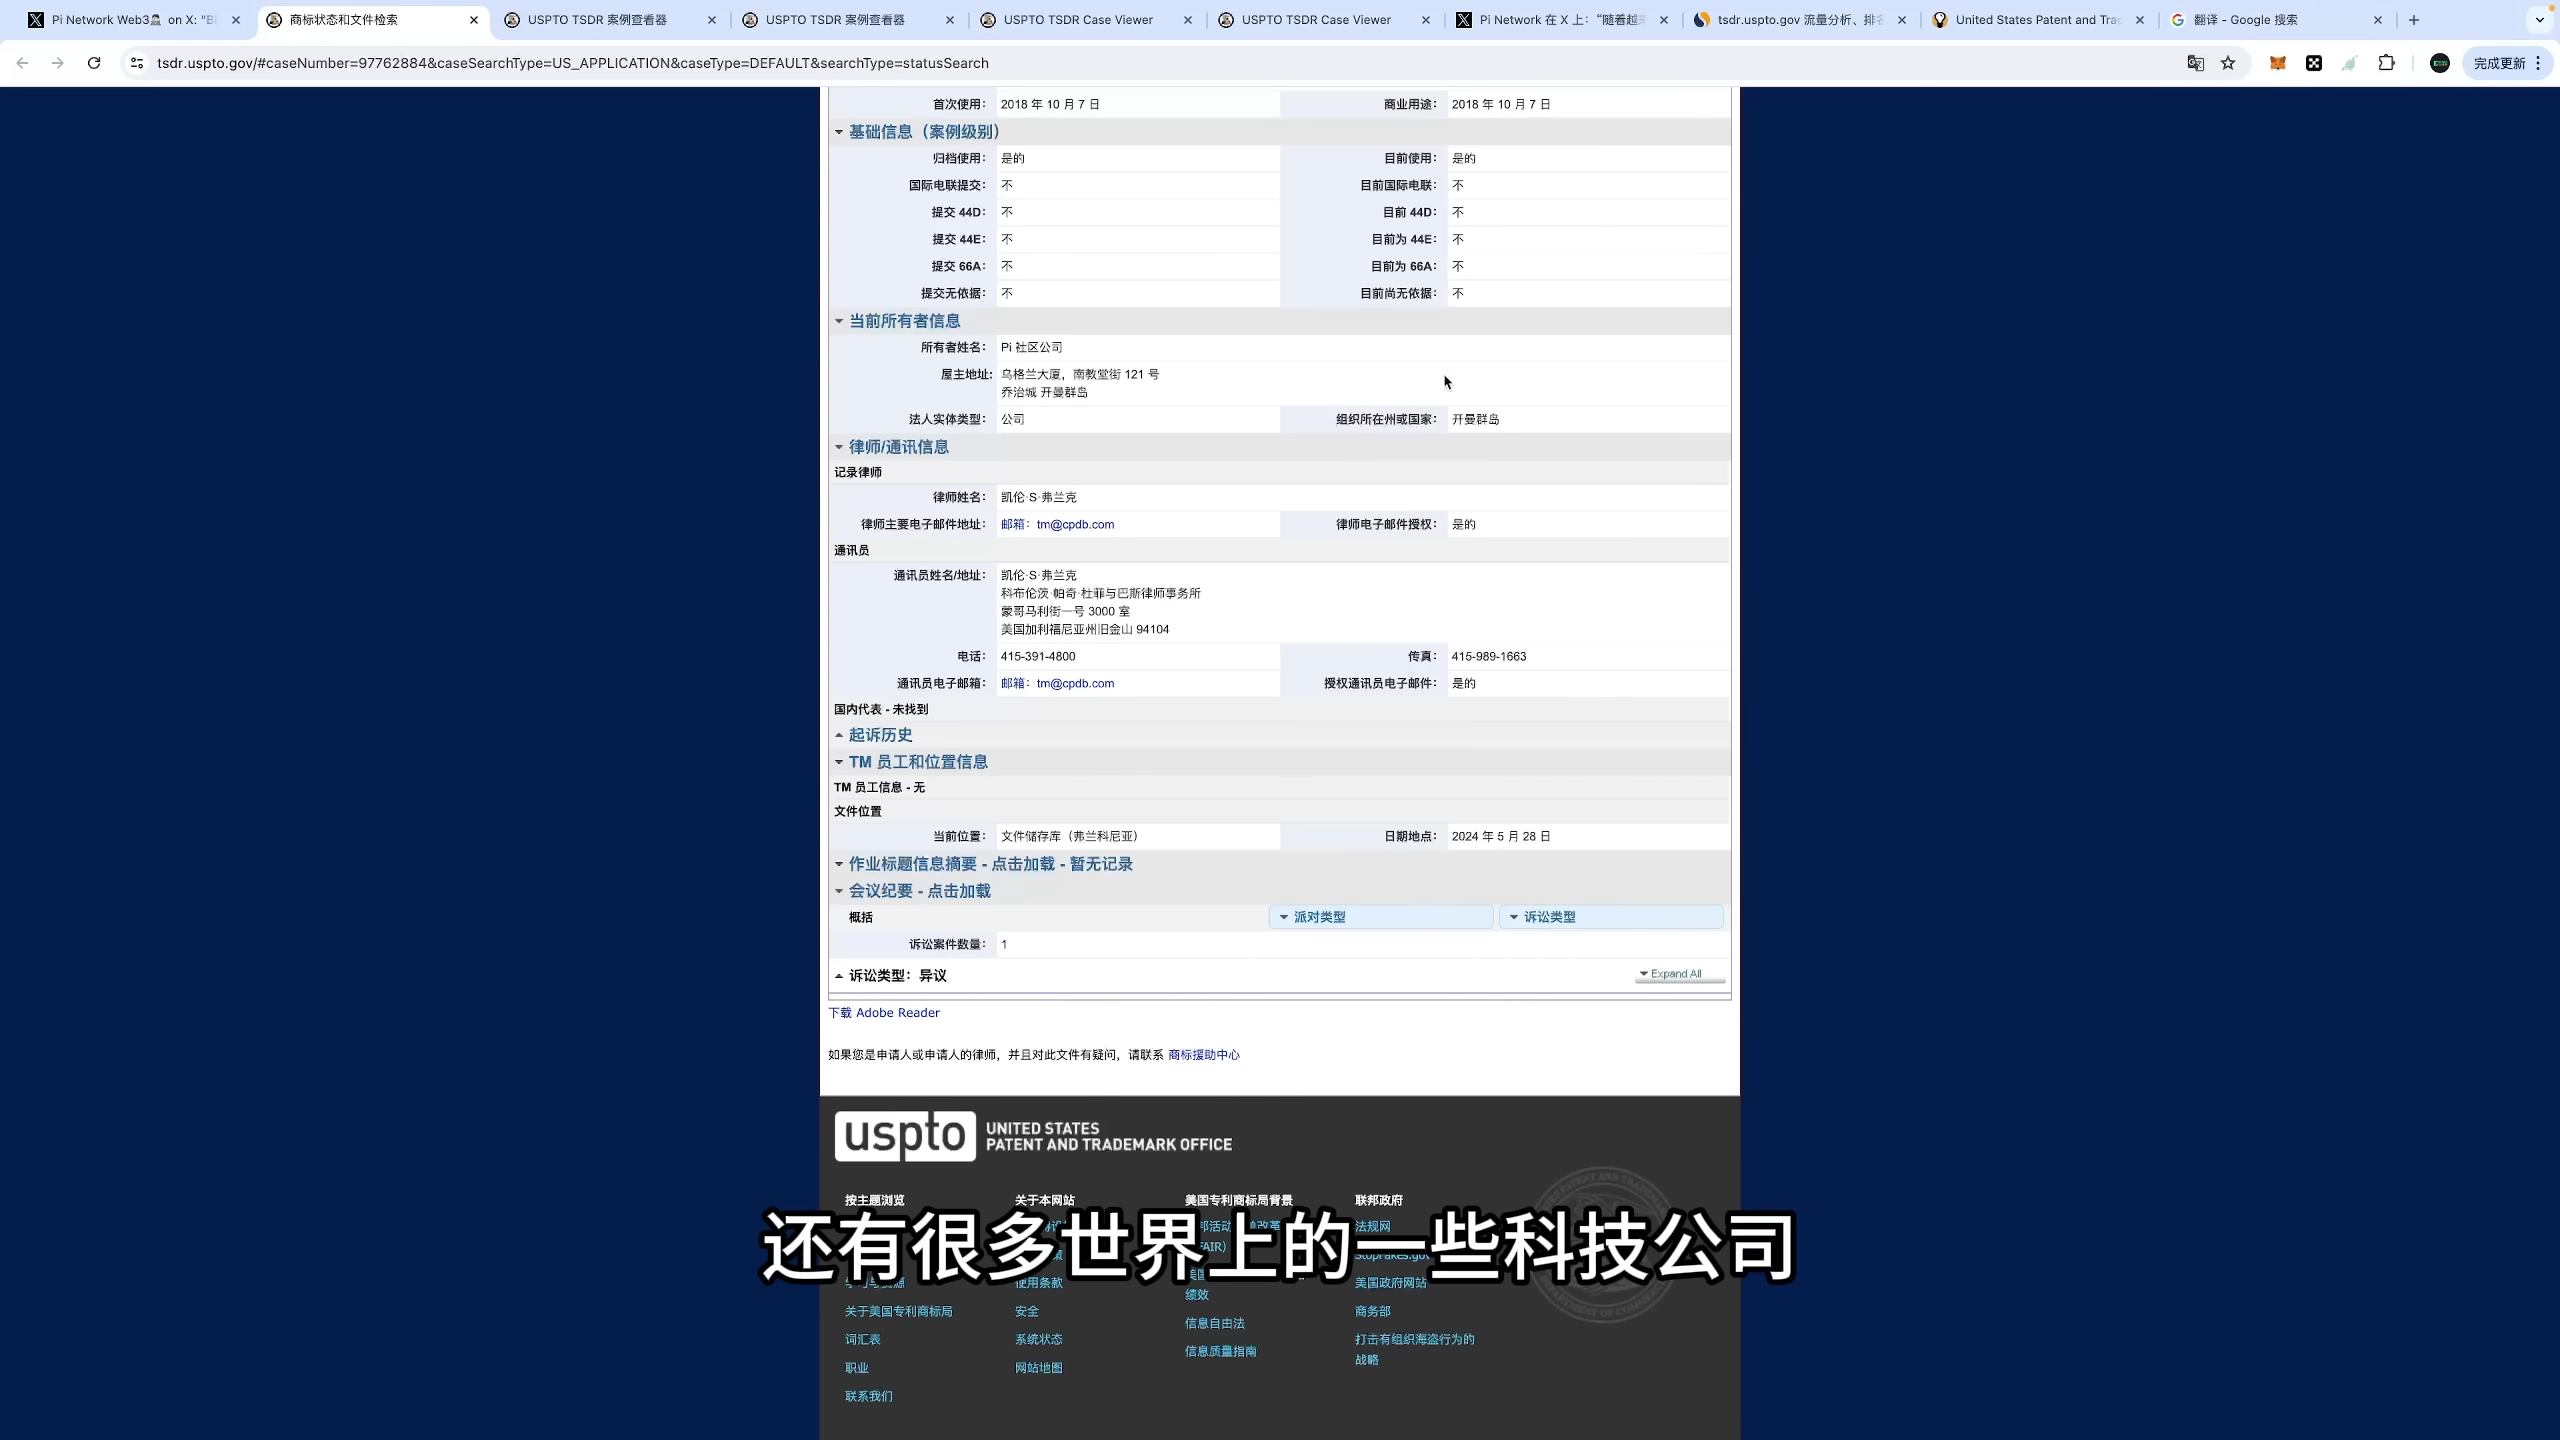 Pi Network Web3 on X: "Bl
商标状态和文件检索
USPTO TSDR 案例查看器
USPTO TSDR 案例查看器
USPTO TSDR Case Viewer
USPTO TSDR Case Viewer
Pi Network 在 X 上:“随着越来
tsdr.uspto.gov 流量分析、排名
United States Patent and Trad
翻译 - Google 搜索
tsdr.uspto.gov/#caseNumber=97762884&caseSearchType=US_APPLICATION&caseType=DEFAULT&searchType=statusSearch
完成更新
首次使用: 2018 年 10 月 7 日 商业用途: 2018 年 10 月 7 日
基础信息(案例级别)
归档使用: 是的 目前使用: 是的
国际电联提交: 不 目前国际电联: 不
提交 44D: 不 目前 44D: 不
提交 44E: 不 目前为 44E: 不
提交 66A: 不 目前为 66A: 不
提交无依据: 不 目前尚无依据: 不
当前所有者信息
所有者姓名: Pi 社区公司
屋主地址: 乌格兰大厦,南教堂街 121 号
乔治城 开曼群岛
法人实体类型: 公司 组织所在州或国家: 开曼群岛
律师/通讯信息
记录律师
律师姓名: 凯伦·S·弗兰克
律师主要电子邮件地址: 邮箱:tm@cpdb.com 律师电子邮件授权: 是的
通讯员
通讯员姓名/地址: 凯伦·S·弗兰克
科布伦茨·帕奇·杜菲与巴斯律师事务所
蒙哥马利街一号 3000 室
美国加利福尼亚州旧金山 94104
电话: 415-391-4800 传真: 415-989-1663
通讯员电子邮箱: 邮箱:tm@cpdb.com 授权通讯员电子邮件: 是的
国内代表 - 未找到
起诉历史
TM 员工和位置信息
TM 员工信息 - 无
文件位置
当前位置: 文件储存库(弗兰科尼亚) 日期地点: 2024 年 5 月 28 日
作业标题信息摘要 - 点击加载 - 暂无记录
会议纪要 - 点击加载
概括 派对类型 诉讼类型
诉讼案件数量: 1
诉讼类型:异议 Expand All
下载 Adobe Reader
如果您是申请人或申请人的律师,并且对此文件有疑问,请联系 商标援助中心
uspto UNITED STATES
PATENT AND TRADEMARK OFFICE
按主题浏览 关于本网站 美国专利商标局背景 联邦政府
法规网
还有很多世界上的一些科技公司
使用条款 美国政府网站
绩效
关于美国专利商标局 安全 商务部
信息自由法
词汇表 系统状态 打击有组织海盗行为的
战略
信息质量指南
职业 网站地图
联系我们